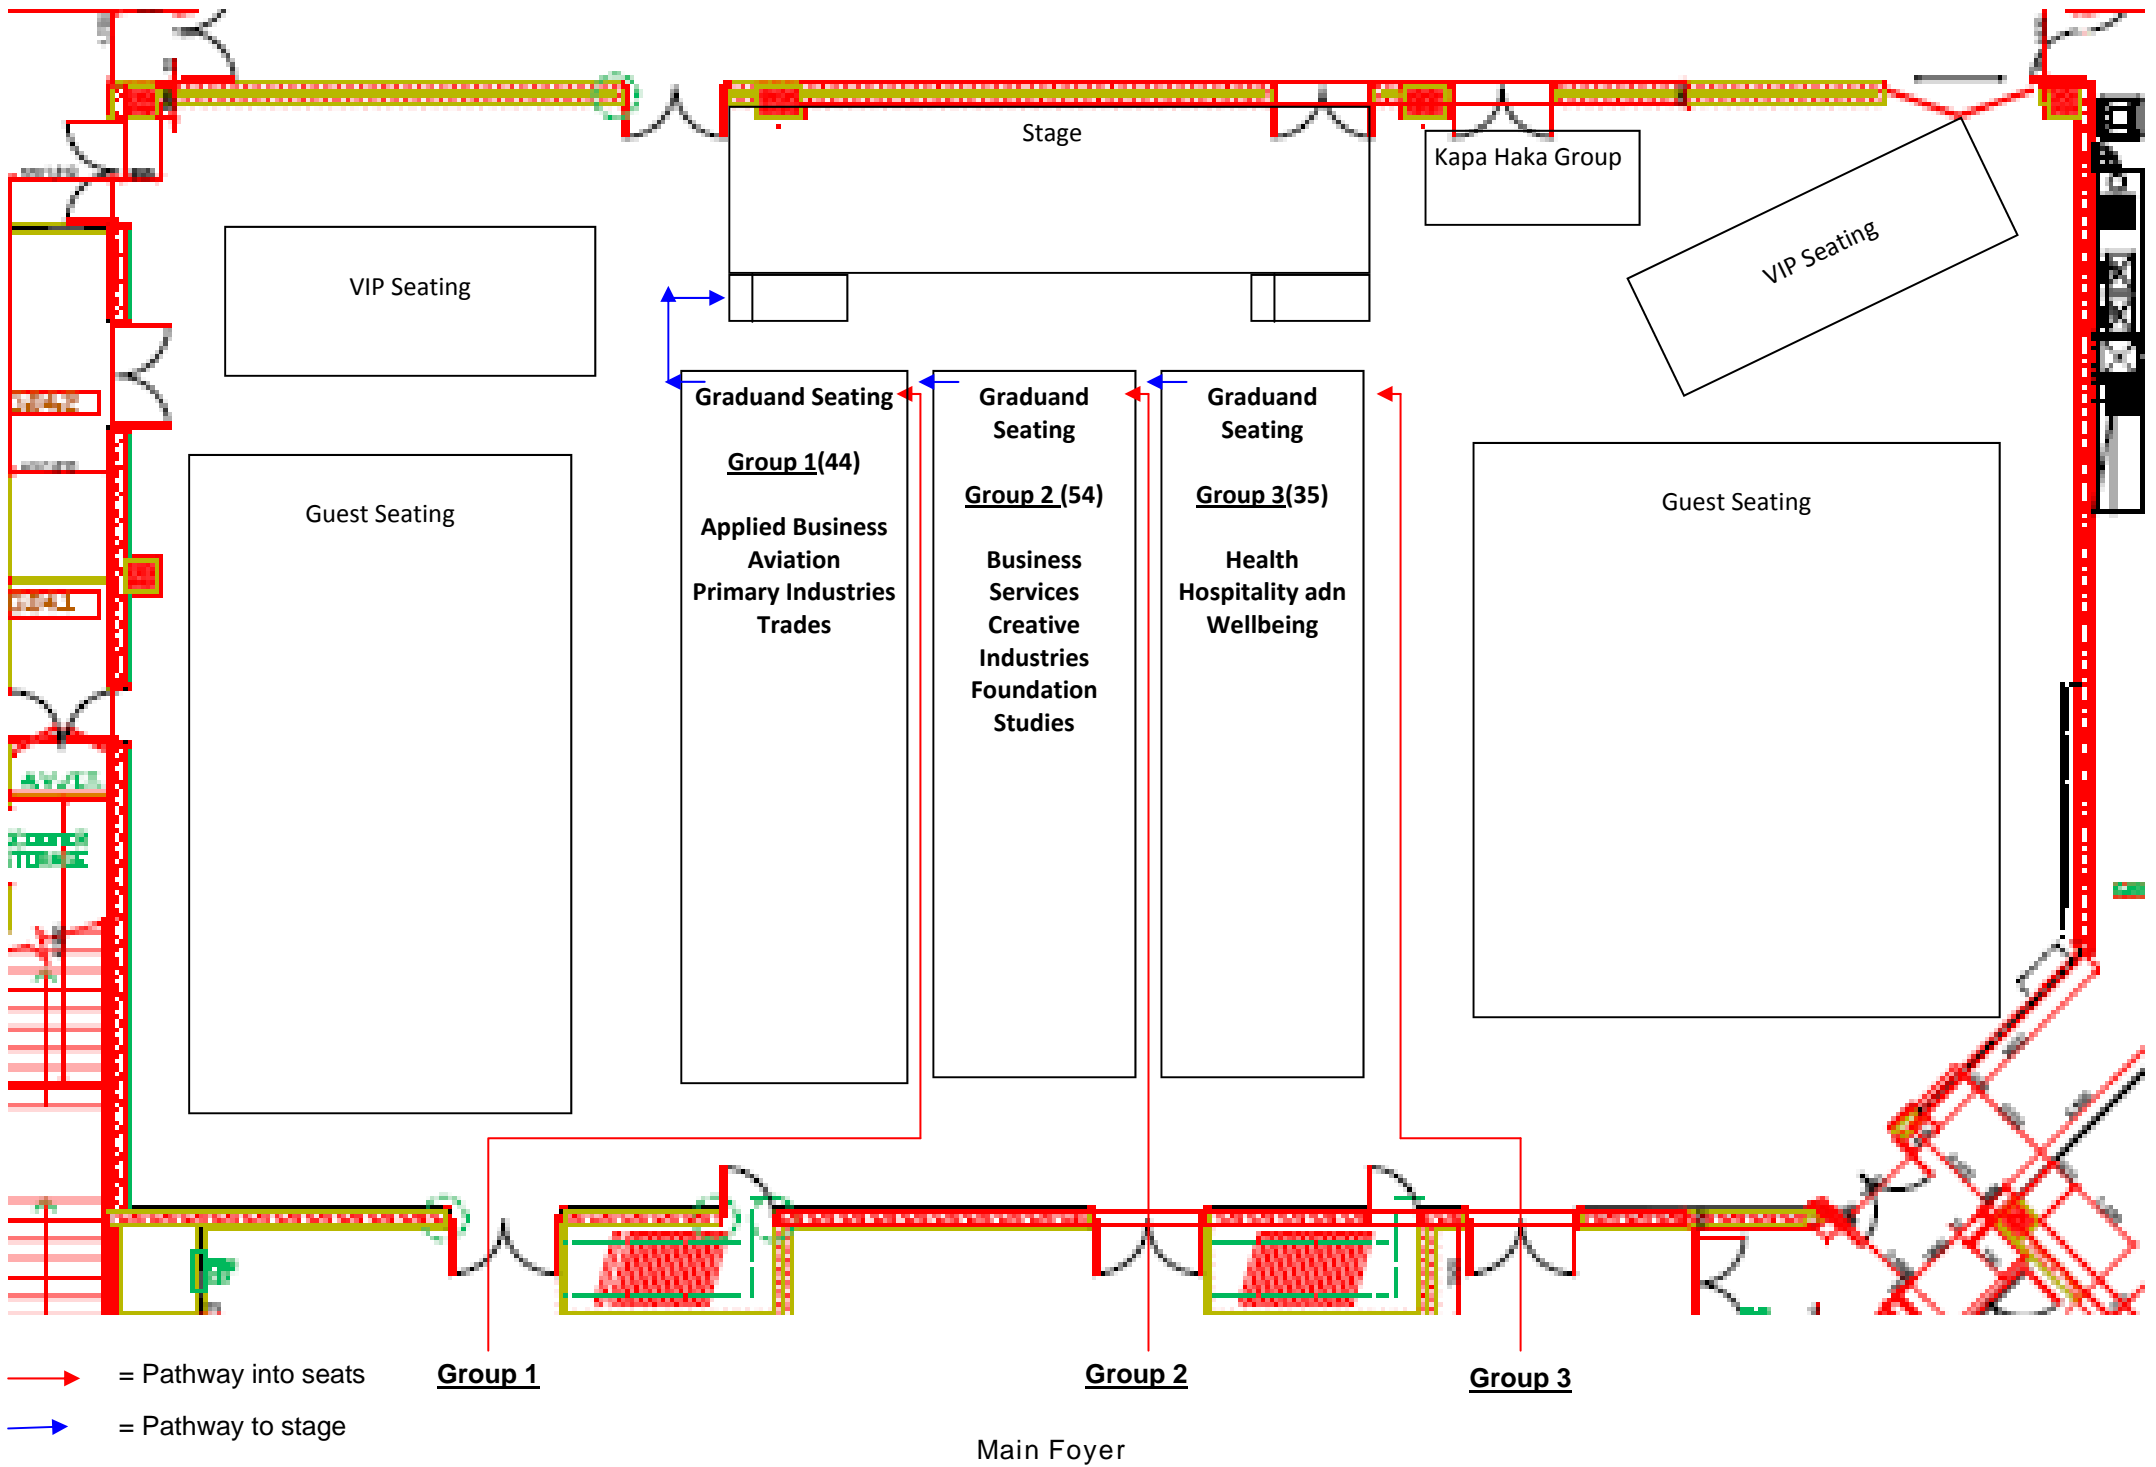 Stage
Kapa Haka Group
VIP Seating
VIP Seating
Graduand Seating
Group 1(44)
Applied Business
Aviation
Primary Industries
Trades
Graduand
Seating
Group 2 (54)
Business
Services
Creative
Industries
Foundation
Studies
Graduand
Seating
Group 3(35)
Health
Hospitality adn
Wellbeing
Guest Seating
Guest Seating
= Pathway into seats
= Pathway to stage
Group 1
Group 2
Group 3
Main Foyer